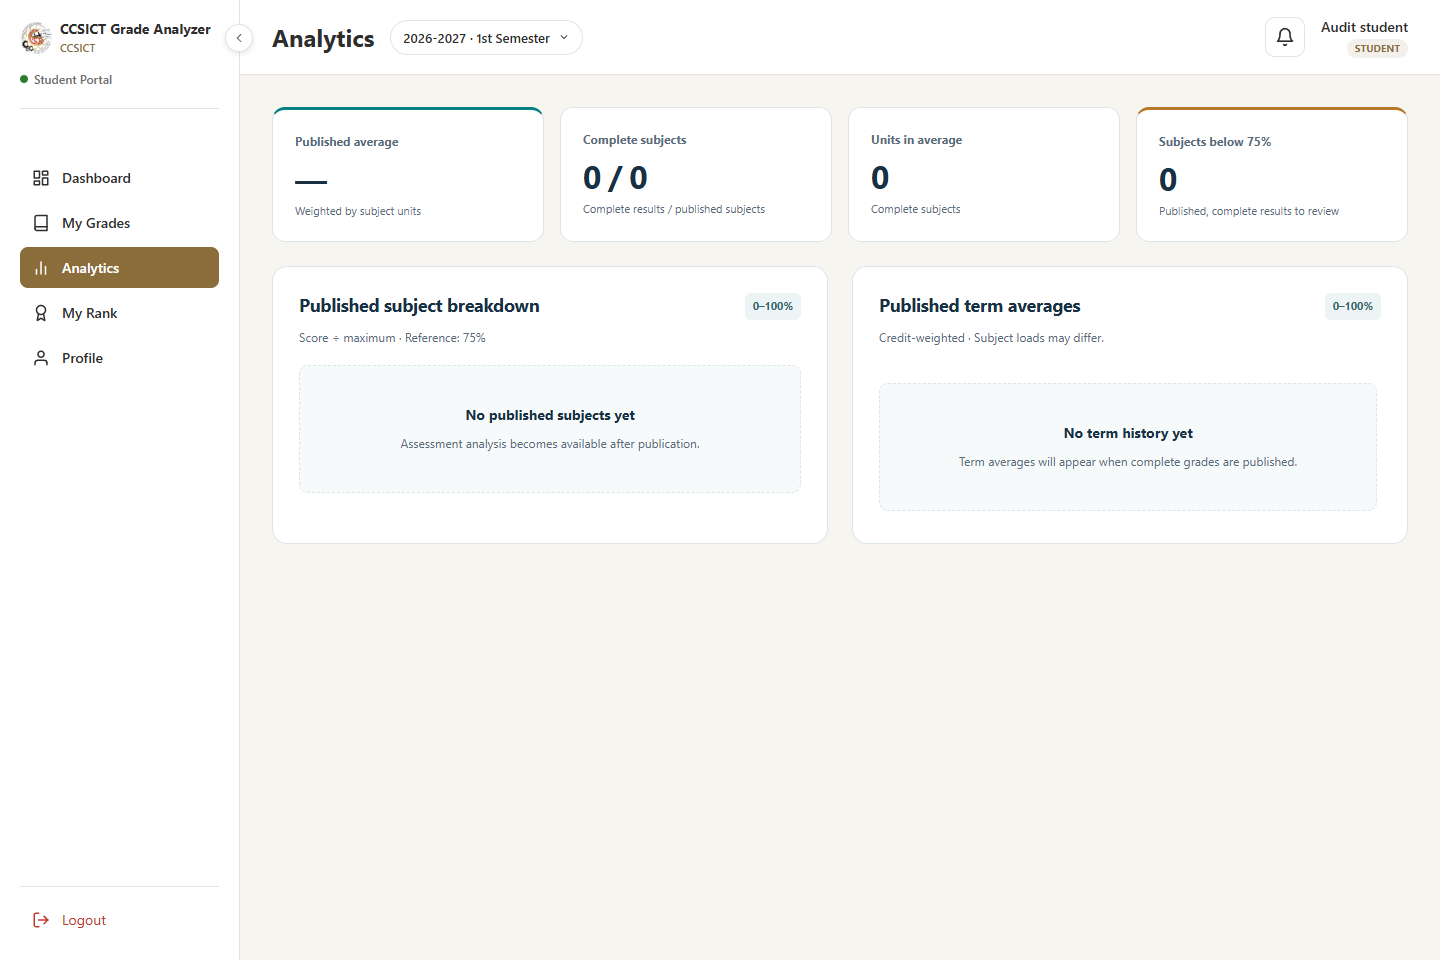 CCSICT Grade Analyzer
CCSICT
Student Portal
Dashboard
My Grades
Analytics
My Rank
Profile
Logout
Analytics
2026-2027 · 1st Semester
Audit student
STUDENT
Published average
—
Weighted by subject units
Complete subjects
0 / 0
Complete results / published subjects
Units in average
0
Complete subjects
Subjects below 75%
0
Published, complete results to review
Published subject breakdown
0–100%
Score ÷ maximum · Reference: 75%
No published subjects yet
Assessment analysis becomes available after publication.
Published term averages
0–100%
Credit-weighted · Subject loads may differ.
No term history yet
Term averages will appear when complete grades are published.